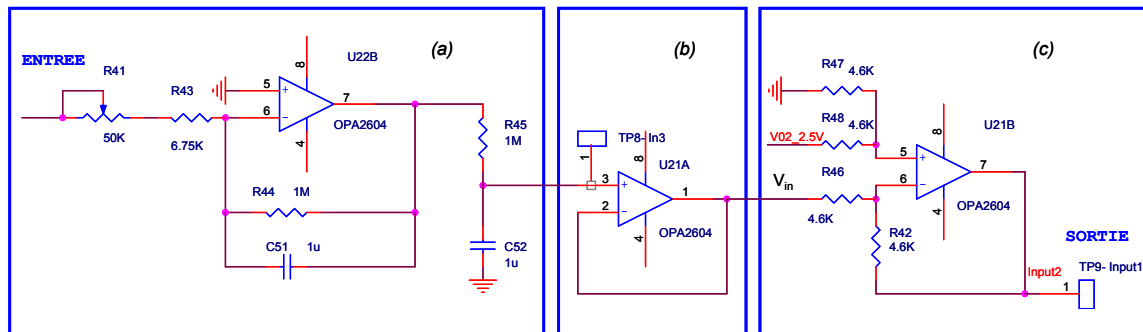 (a)
ENTREE
R41
50K
R43
6.75K
U22B
8
5
+
6
−
7
4
OPA2604
R44 1M
C51 1u
R45
1M
C52
1u
(b)
TP8- In3
1
8
U21A
3
+
2
−
1
4
OPA2604
(c)
R47
4.6K
R48
4.6K
V02_2.5V
Vin
R46
4.6K
U21B
8
5
+
6
−
7
4
OPA2604
R42
4.6K
SORTIE
Input2
1
TP9- Input1